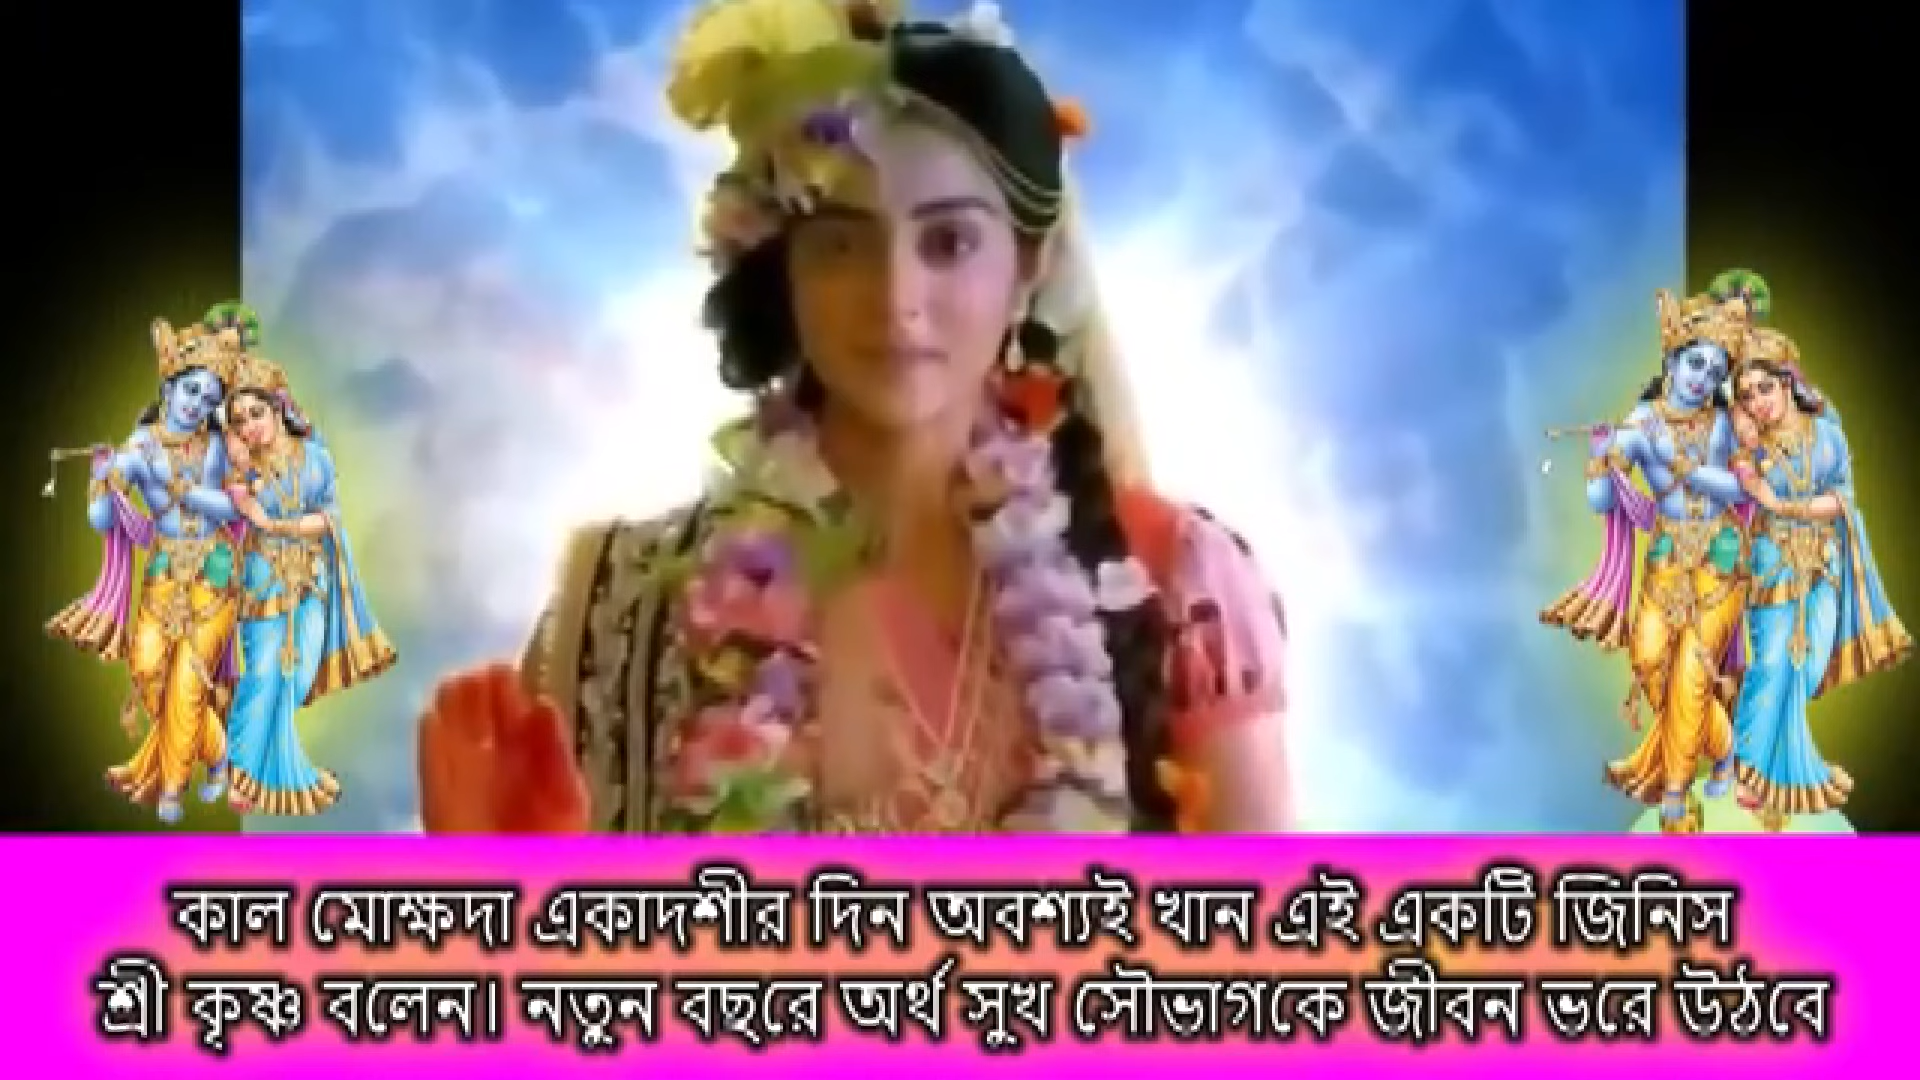 কাল মোক্ষদা একাদশীর দিন অবশ্যই খান এই একটি জিনিস
শ্রী কৃষ্ণ বলেন। নতুন বছরে অর্থ সুখ সৌভাগকে জীবন ভরে উঠবে